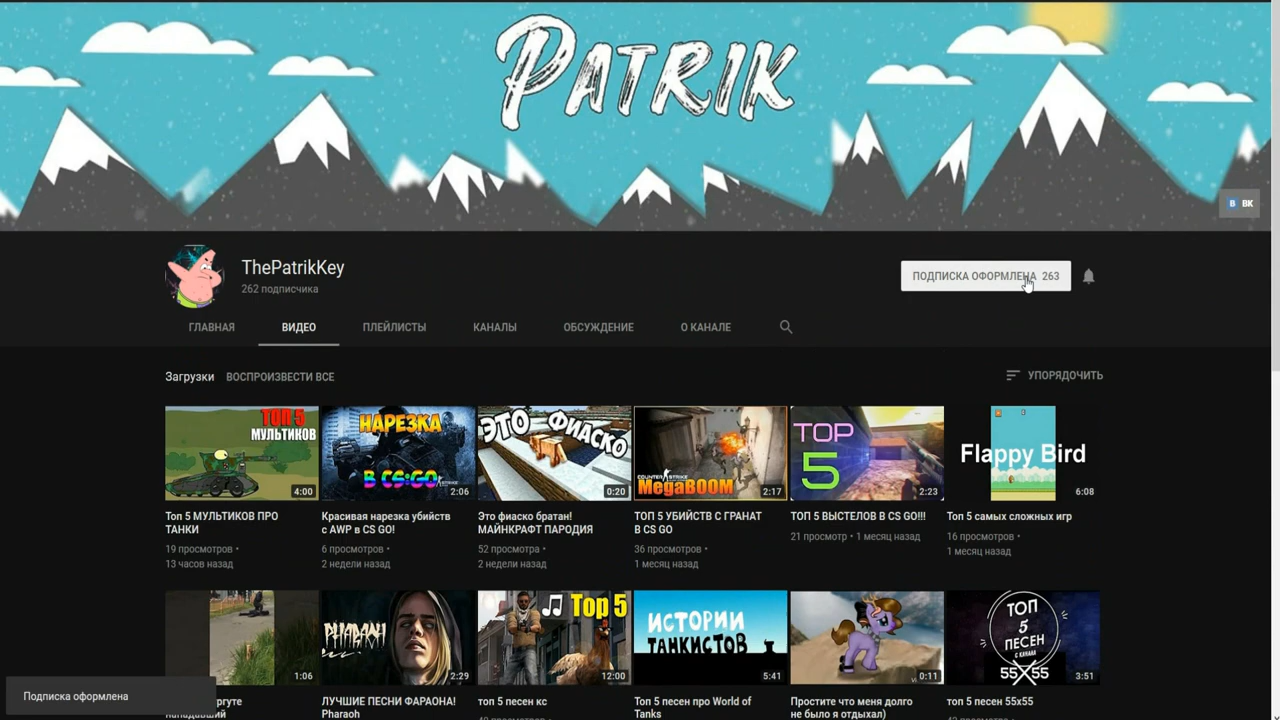 PATRIK
В ВК
ThePatrikKey
262 подписчика
ПОДПИСКА ОФОРМЛЕНА 263
ГЛАВНАЯ ВИДЕО ПЛЕЙЛИСТЫ КАНАЛЫ ОБСУЖДЕНИЕ О КАНАЛЕ
Загрузки ВОСПРОИЗВЕСТИ ВСЕ
УПОРЯДОЧИТЬ
ТОП 5
МУЛЬТИКОВ
4:00
НАРЕЗКА
В CS:GO
2:06
ЭТО ФИАСКО
0:20
COUNTER STRIKE
MegaBOOM
2:17
TOP
5
2:23
Flappy Bird
6:08
Топ 5 МУЛЬТИКОВ ПРО
ТАНКИ
19 просмотров •
13 часов назад
Красивая нарезка убийств
с AWP в CS GO!
6 просмотров •
2 недели назад
Это фиаско братан!
МАЙНКРАФТ ПАРОДИЯ
52 просмотра •
2 недели назад
ТОП 5 УБИЙСТВ С ГРАНАТ
В CS GO
36 просмотров •
1 месяц назад
ТОП 5 ВЫСТЕЛОВ В CS GO!!!
21 просмотр • 1 месяц назад
Топ 5 самых сложных игр
16 просмотров •
1 месяц назад
1:06
2:29
Top 5
12:00
ИСТОРИИ
ТАНКИСТОВ
5:41
0:11
ТОП
5
ПЕСЕН
С КАНАЛА
55X55
3:51
ргуте
нападавший
ЛУЧШИЕ ПЕСНИ ФАРАОНА!
Pharaoh
топ 5 песен кс
Топ 5 песен про World of
Tanks
Простите что меня долго
не было я отдыхал)
топ 5 песен 55х55
Подписка оформлена